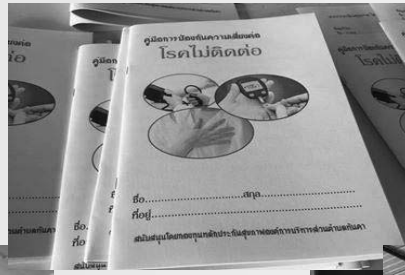 คู่มือการป้องกันความเสี่ยงต่อ
โรคไม่ติดต่อ
ชื่อ............................สกุล............................
ที่อยู่............................................................
สนับสนุนโดยกองทุนหลักประกันสุขภาพองค์การบริหารส่วนตำบลกันตา